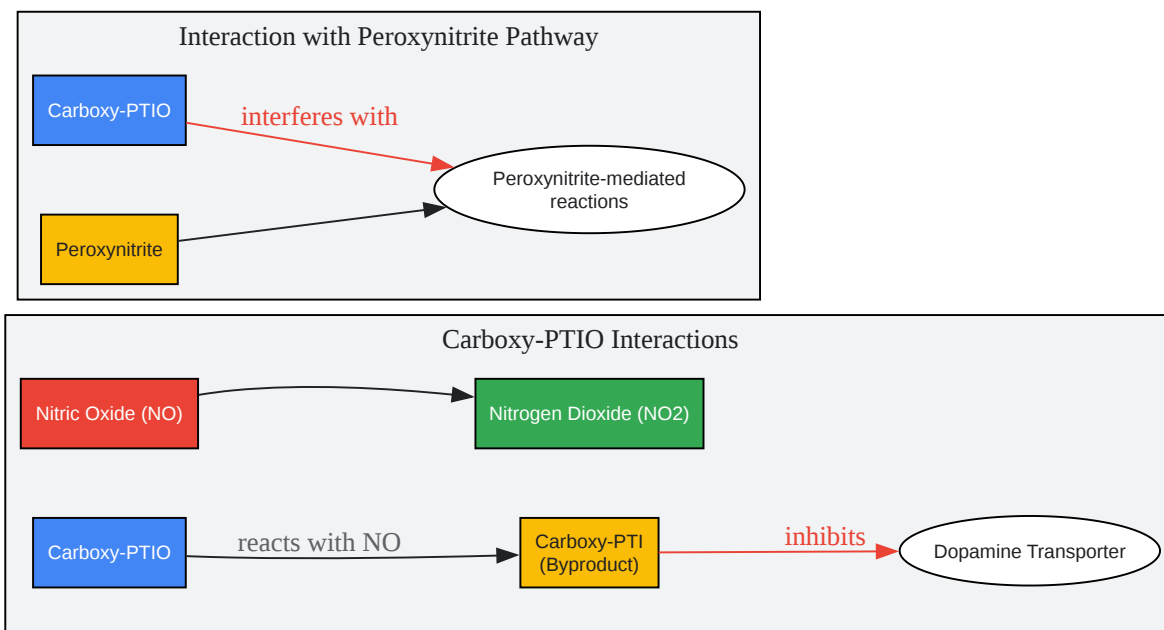 Interaction with Peroxynitrite Pathway
Carboxy-PTIO
interferes with
Peroxynitrite-mediated
reactions
Peroxynitrite
Carboxy-PTIO Interactions
Nitric Oxide (NO)
Nitrogen Dioxide (NO2)
Carboxy-PTIO
reacts with NO
Carboxy-PTI
(Byproduct)
inhibits
Dopamine Transporter